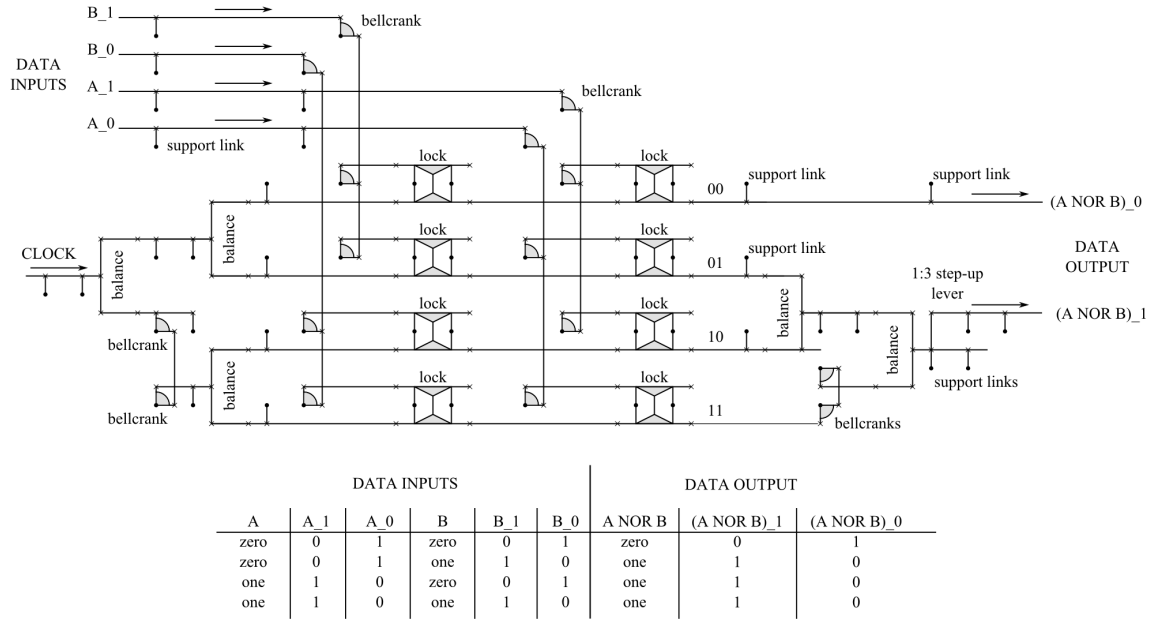 B_1
bellcrank
B_0
DATA
INPUTS
A_1
bellcrank
A_0
support link
lock
lock
00
support link
support link
(A NOR B)_0
CLOCK
balance
balance
lock
lock
01
support link
1:3 step-up
lever
DATA
OUTPUT
(A NOR B)_1
bellcrank
lock
lock
10
balance
balance
support links
bellcrank
balance
lock
lock
11
bellcranks
DATA INPUTS DATA OUTPUT
A A_1 A_0 B B_1 B_0 A NOR B (A NOR B)_1 (A NOR B)_0
zero 0 1 zero 0 1 zero 0 1
zero 0 1 one 1 0 one 1 0
one 1 0 zero 0 1 one 1 0
one 1 0 one 1 0 one 1 0